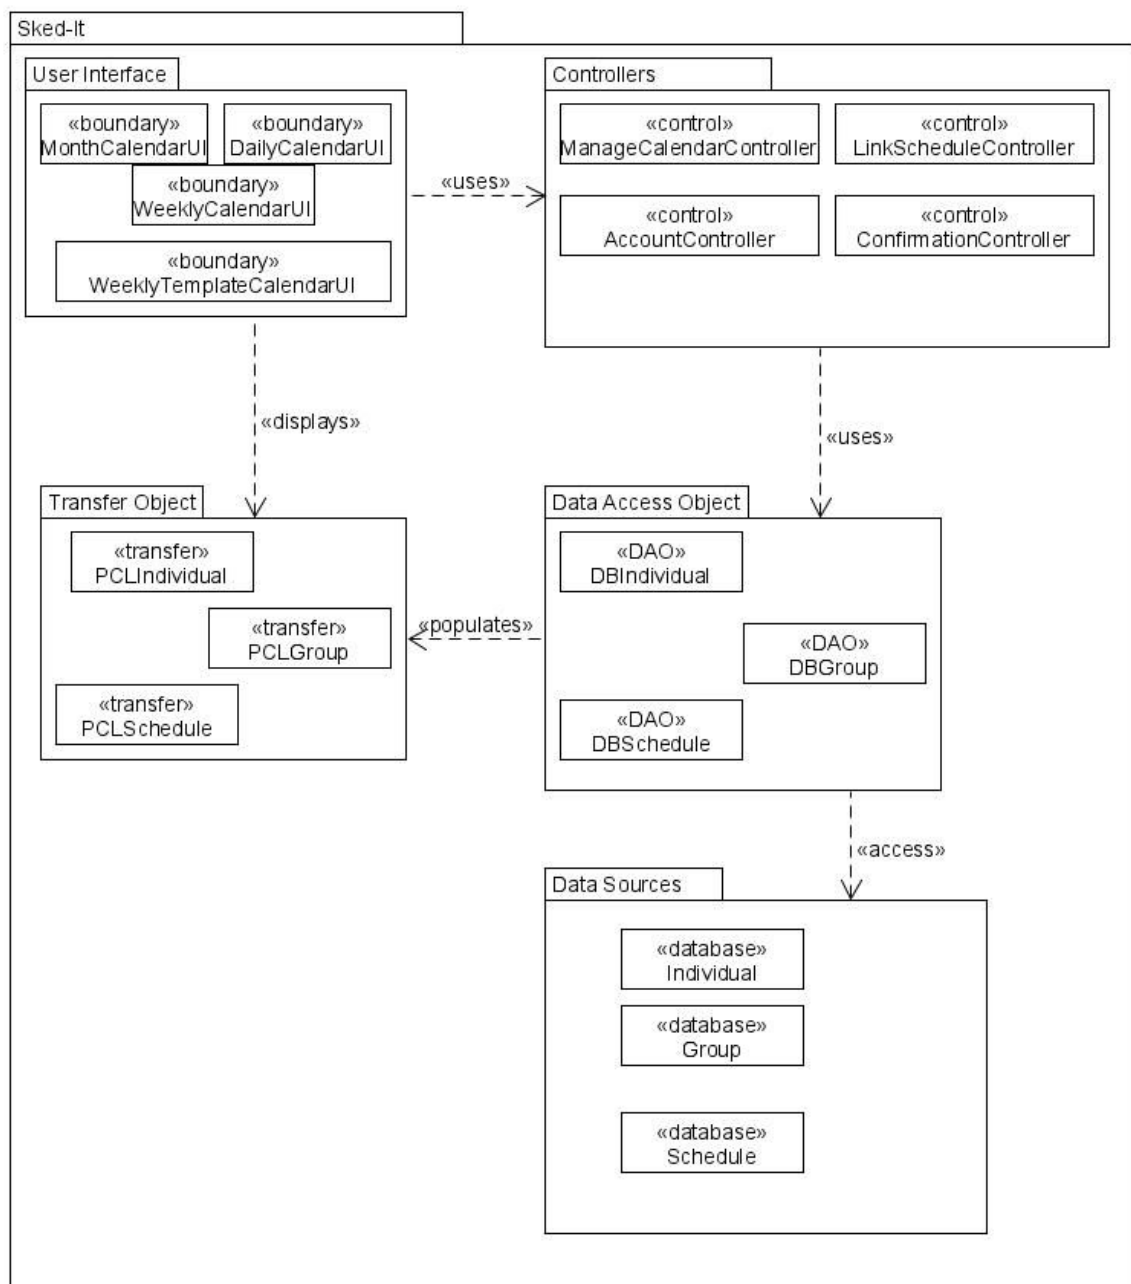 Sked-It
User Interface
Controllers
«boundary»
MonthCalendarUI
«boundary»
DailyCalendarUI
«boundary»
WeeklyCalendarUI
«boundary»
WeeklyTemplateCalendarUI
«uses»
«control»
ManageCalendarController
«control»
LinkScheduleController
«control»
AccountController
«control»
ConfirmationController
«displays»
«uses»
Transfer Object
«transfer»
PCLIndividual
«transfer»
PCLGroup
«transfer»
PCLSchedule
«populates»
Data Access Object
«DAO»
DBIndividual
«DAO»
DBGroup
«DAO»
DBSchedule
«access»
Data Sources
«database»
Individual
«database»
Group
«database»
Schedule